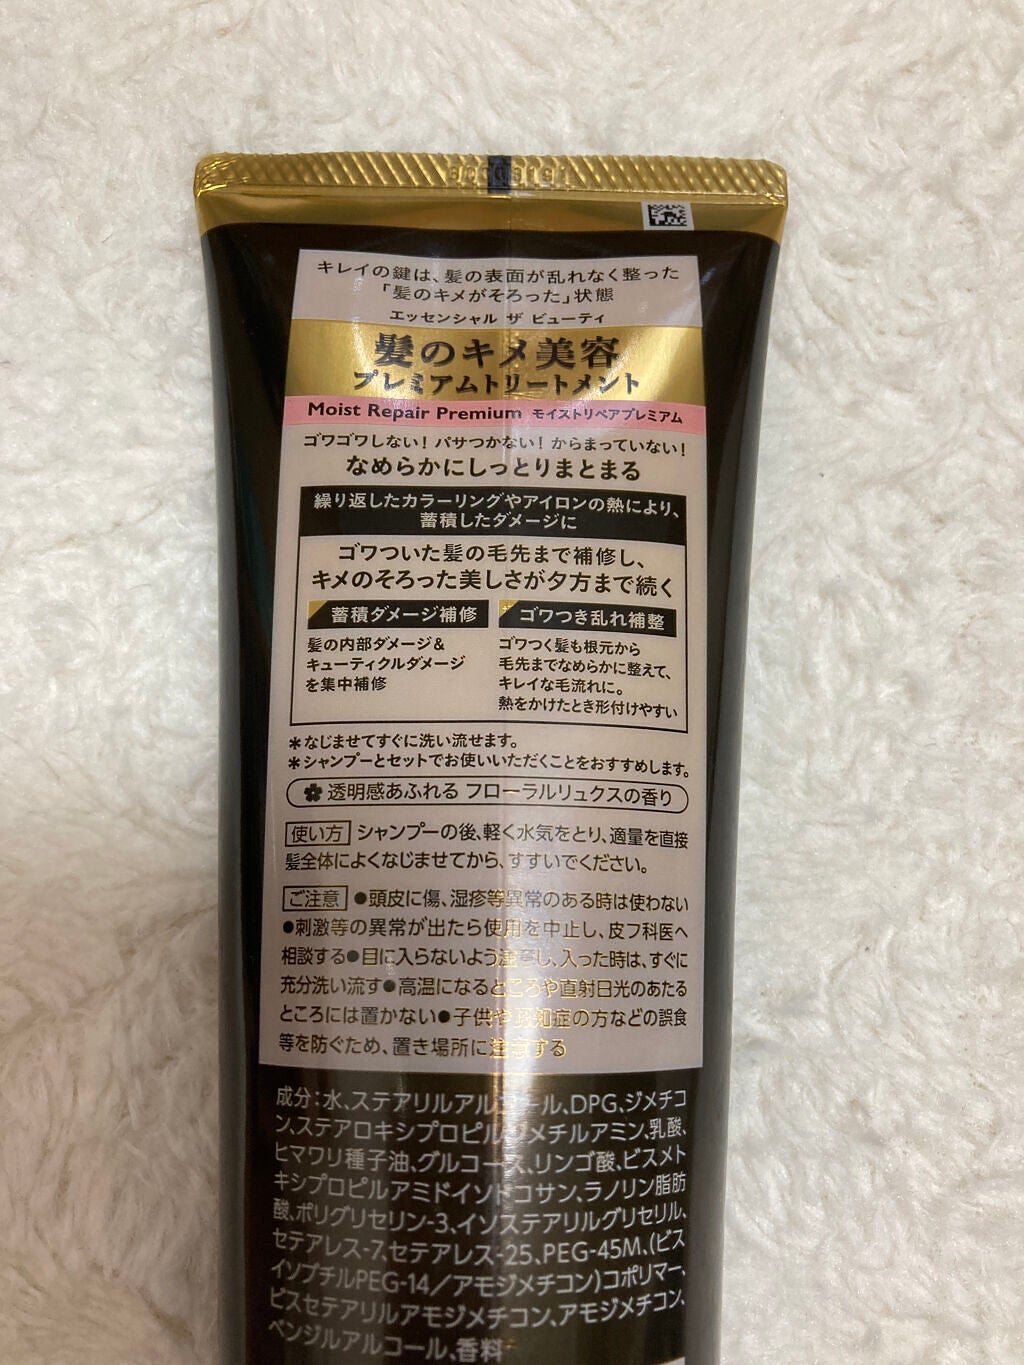 キレイの鍵は、髪の表面が乱れなく整った
「髪のキメがそろった」状態
エッセンシャル ザ ビューティ
髪のキメ美容
プレミアムトリートメント
Moist Repair Premium モイストリペアプレミアム
ゴワゴワしない! パサつかない! からまっていない!
なめらかにしっとりまとまる
繰り返したカラーリングやアイロンの熱により、
蓄積したダメージに
ゴワついた髪の毛先まで補修し、
キメのそろった美しさが夕方まで続く
蓄積ダメージ補修
髪の内部ダメージ&
キューティクルダメージ
を集中補修
ゴワつき乱れ補整
ゴワつく髪も根元から
毛先までなめらかに整えて、
キレイな毛流れに。
熱をかけたとき形付けやすい
*なじませてすぐに洗い流せます。
*シャンプーとセットでお使いいただくことをおすすめします。
透明感あふれる フローラルリュクスの香り
使い方 シャンプーの後、軽く水気をとり、適量を直接
髪全体によくなじませてから、すすいでください。
ご注意 ●頭皮に傷、湿疹等異常のある時は使わない
●刺激等の異常が出たら使用を中止し、皮フ科医へ
相談する●目に入らないよう注意し、入った時は、すぐに
充分洗い流す●高温になるところや直射日光のあたる
ところには置かない●子供や認知症の方などの誤食
等を防ぐため、置き場所に注意する
成分:水、ステアリルアルコール、DPG、ジメチコ
ン、ステアロキシプロピルジメチルアミン、乳酸、
ヒマワリ種子油、グルコース、リンゴ酸、ビスメト
キシプロピルアミドイソドコサン、ラノリン脂肪
酸、ポリグリセリン-3、イソステアリルグリセリル、
セテアレス-7、セテアレス-25、PEG-45M、(ビス
イソブチルPEG-14/アモジメチコン)コポリマー、
ビスセテアリルアモジメチコン、アモジメチコン、
ベンジルアルコール、香料